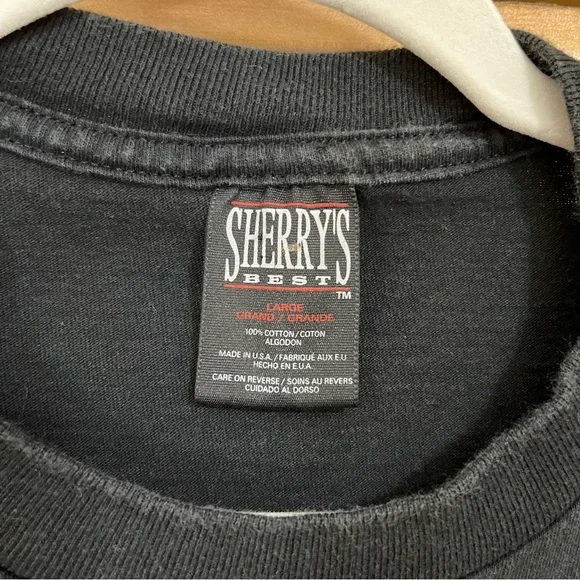 SHERRY'S
BEST
TM
LARGE
GRAND / GRANDE
100% COTTON / COTON
ALGODON
MADE IN U.S.A. / FABRIQUÉ AUX E.U
HECHO EN E.U.A.
CARE ON REVERSE / SOINS AU REVERS
CUIDADO AL DORSO